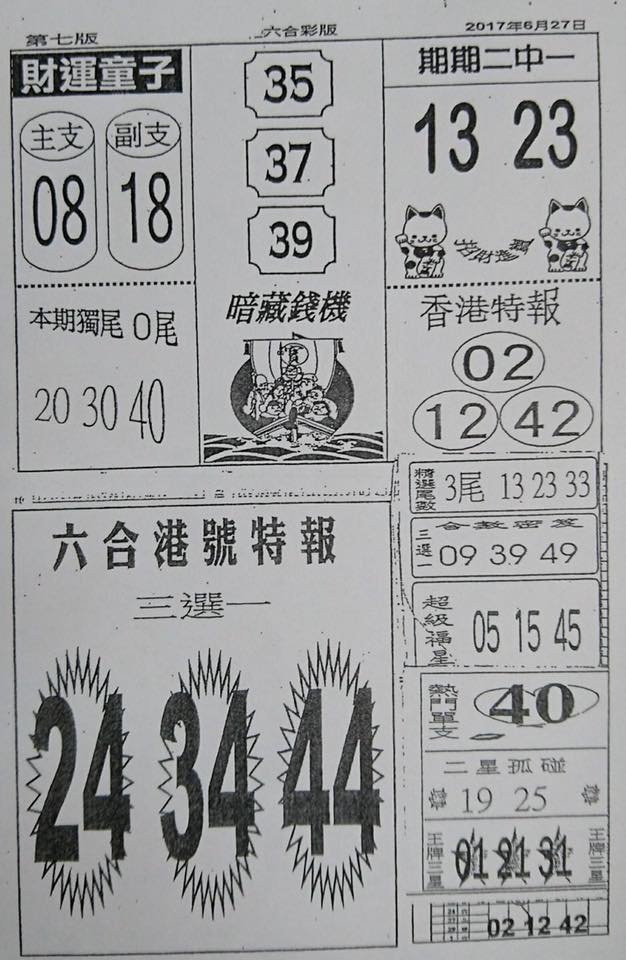 第七版
六合彩版
2017年6月27日
財運童子
主支 副支
08 18
35
37
39
期期二中一
13 23
本期獨尾 0尾
20 30 40
暗藏錢機
寶
香港特報
02
12 42
精選尾數 3尾 13 23 33
合數密笈
三選一 09 39 49
超級福星 05 15 45
六合港號特報
三選一
24 34 44
熱門單支 40
二星孤碰
19 25
王牌三星 01 21 31 王牌三星
02 12 42